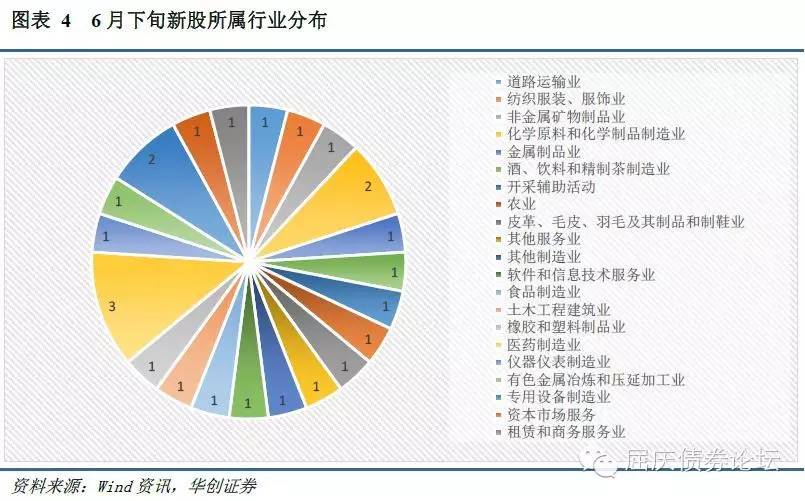 图表 4 6月下旬新股所属行业分布
1
1
1
2
1
1
1
1
1
1
1
1
1
1
1
3
1
1
2
1
1
道路运输业
纺织服装、服饰业
非金属矿物制品业
化学原料和化学制品制造业
金属制品业
酒、饮料和精制茶制造业
开采辅助活动
农业
皮革、毛皮、羽毛及其制品和制鞋业
其他服务业
其他制造业
软件和信息技术服务业
食品制造业
土木工程建筑业
橡胶和塑料制品业
医药制造业
仪器仪表制造业
有色金属冶炼和压延加工业
专用设备制造业
资本市场服务
租赁和商务服务业
屈庆债券论坛
资料来源：Wind资讯，华创证券